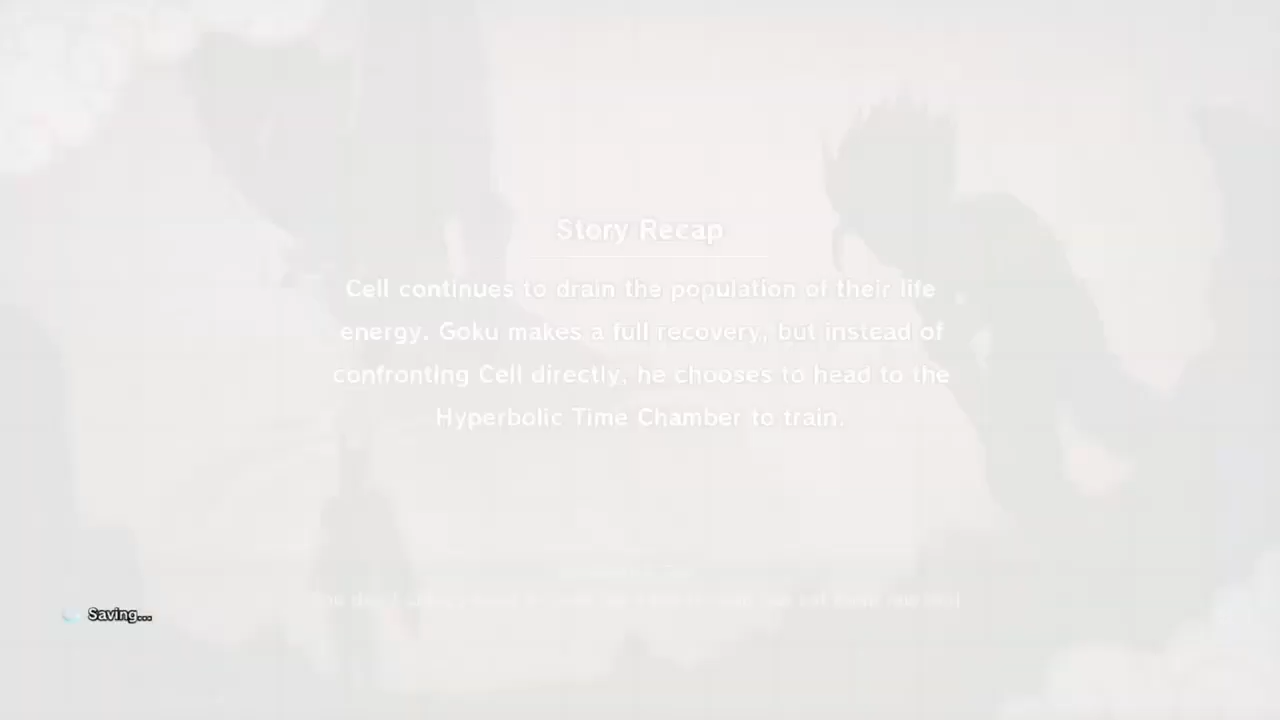 Story Recap
Cell continues to drain the population of their life
energy. Goku makes a full recovery, but instead of
confronting Cell directly, he chooses to head to the
Hyperbolic Time Chamber to train.
Saving...